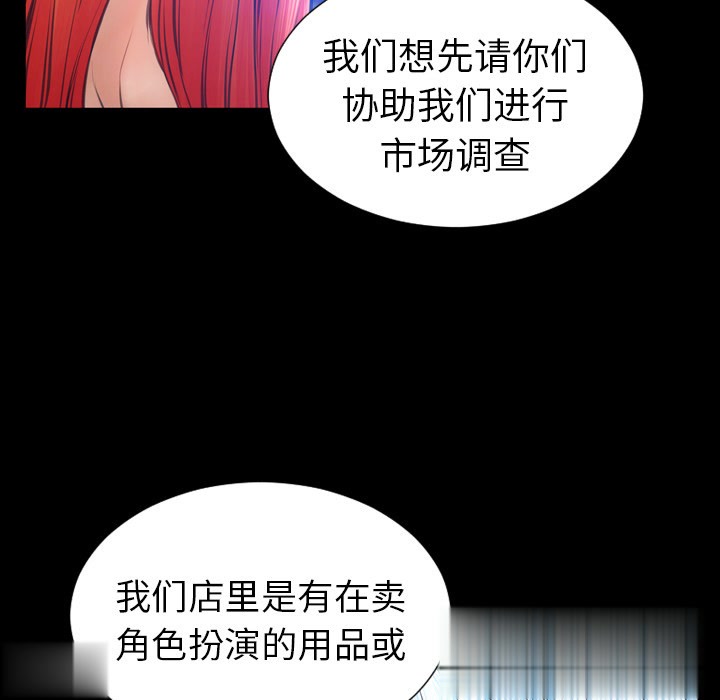 我们想先请你们
协助我们进行
市场调查
我们店里是有在卖
角色扮演的用品或